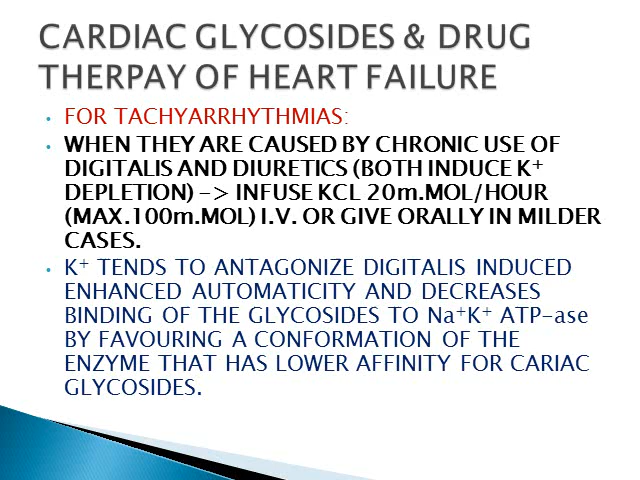 CARDIAC GLYCOSIDES & DRUG
THERPAY OF HEART FAILURE
• FOR TACHYARRHYTHMIAS:
• WHEN THEY ARE CAUSED BY CHRONIC USE OF
DIGITALIS AND DIURETICS (BOTH INDUCE K⁺
DEPLETION) -> INFUSE KCL 20m.MOL/HOUR
(MAX.100m.MOL) I.V. OR GIVE ORALLY IN MILDER
CASES.
• K⁺ TENDS TO ANTAGONIZE DIGITALIS INDUCED
ENHANCED AUTOMATICITY AND DECREASES
BINDING OF THE GLYCOSIDES TO Na⁺K⁺ ATP-ase
BY FAVOURING A CONFORMATION OF THE
ENZYME THAT HAS LOWER AFFINITY FOR CARIAC
GLYCOSIDES.